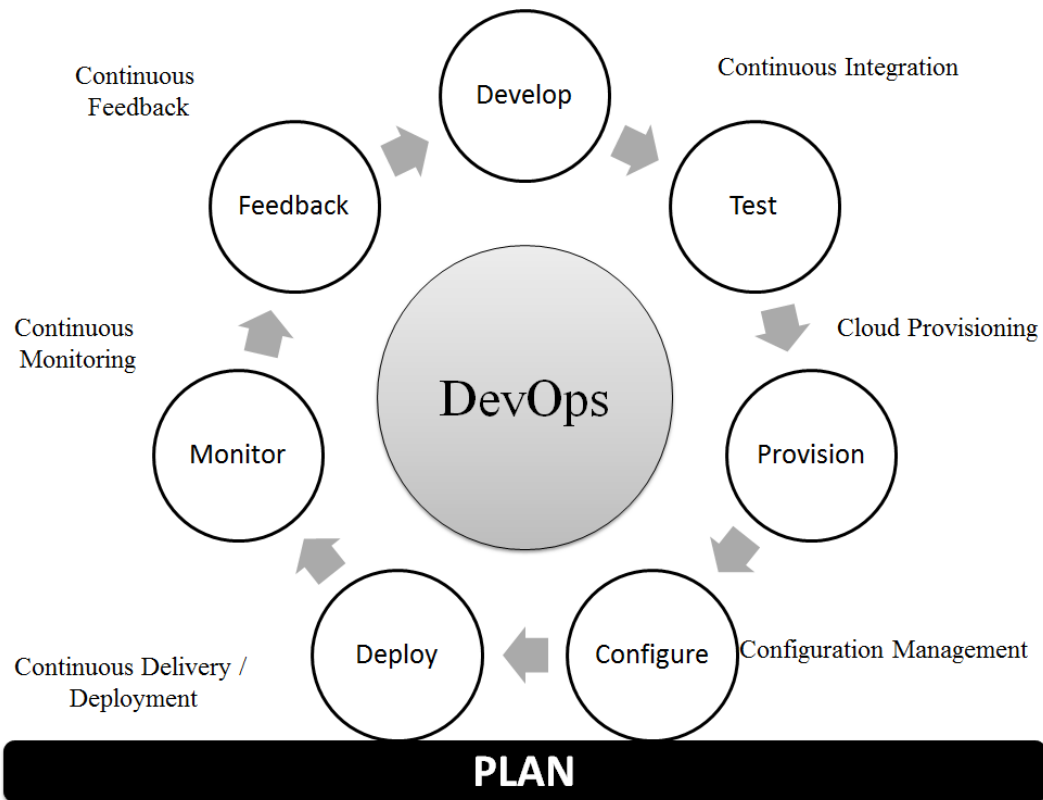 Continuous
Feedback
Develop
Continuous Integration
Feedback
Test
Continuous
Monitoring
Cloud Provisioning
DevOps
Monitor
Provision
Deploy
Configure
Configuration Management
Continuous Delivery /
Deployment
PLAN